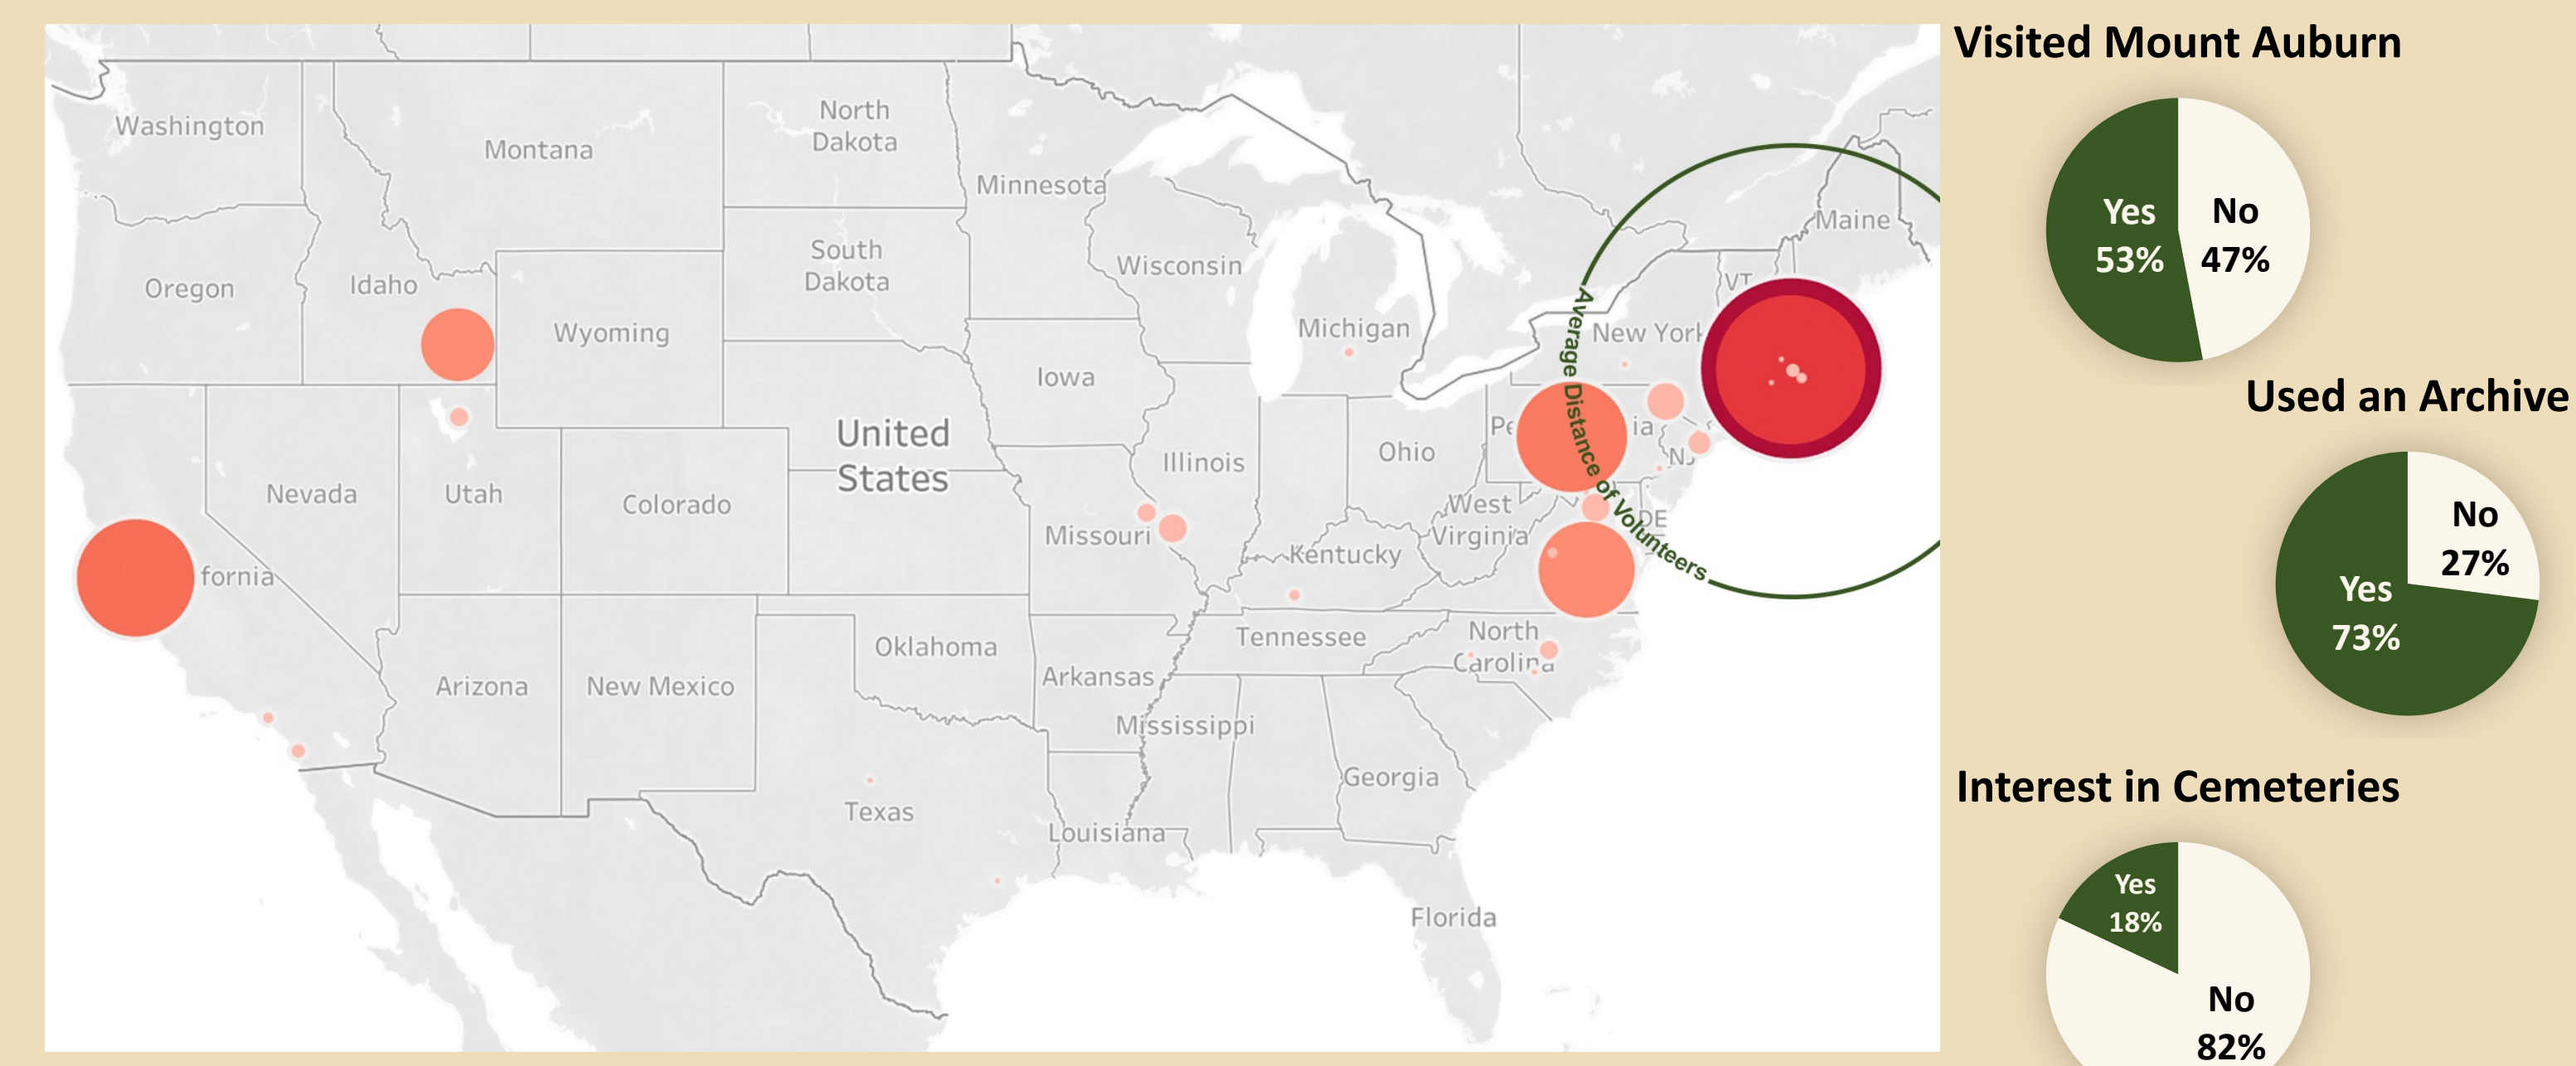 Washington
Montana
North
Dakota
Minnesota
Maine
Oregon
Idaho
South
Dakota
Wisconsin
VT
Wyoming
Michigan
New York
Iowa
United
States
Pe
ia
Illinois
Ohio
NJ
Nevada
Utah
Colorado
West
Virginia
DE
Missouri
Kentucky
fornia
Average Distance of Volunteers
Oklahoma
Tennessee
North
Carolina
Arizona
New Mexico
Arkansas
Mississippi
Georgia
Texas
Louisiana
Florida
Visited Mount Auburn
Yes
53%
No
47%
Used an Archive
No
27%
Yes
73%
Interest in Cemeteries
Yes
18%
No
82%